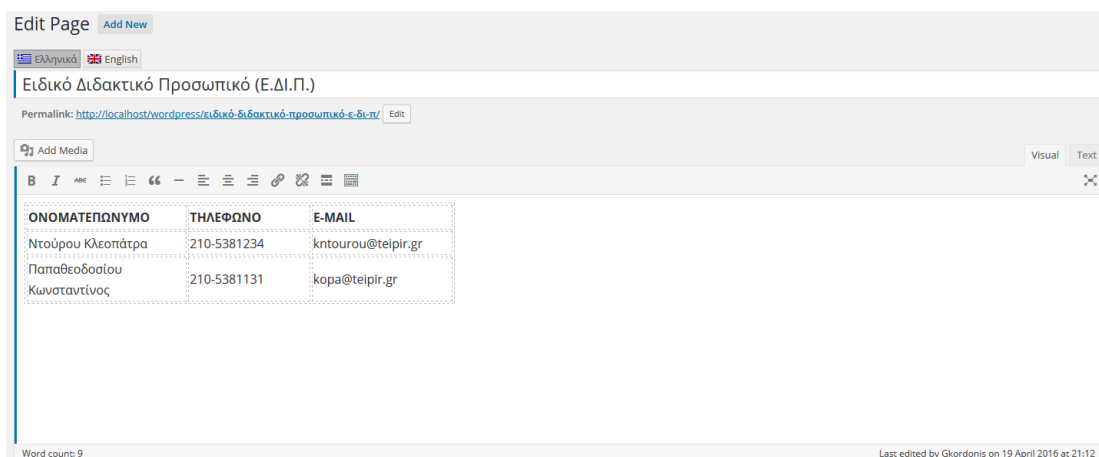 Edit Page Add New
Ελληνικά English
Ειδικό Διδακτικό Προσωπικό (Ε.ΔΙ.Π.)
Permalink: http://localhost/wordpress/ειδικό-διδακτικό-προσωπικό-ε-δι-π/ Edit
Add Media Visual Text
B I ABE
ΟΝΟΜΑΤΕΠΩΝΥΜΟ ΤΗΛΕΦΩΝΟ E-MAIL
Ντούρου Κλεοπάτρα 210-5381234 kntourou@teipir.gr
Παπαθεοδοσίου
Κωνσταντίνος 210-5381131 kopa@teipir.gr
Word count: 9 Last edited by Gkordonis on 19 April 2016 at 21:12